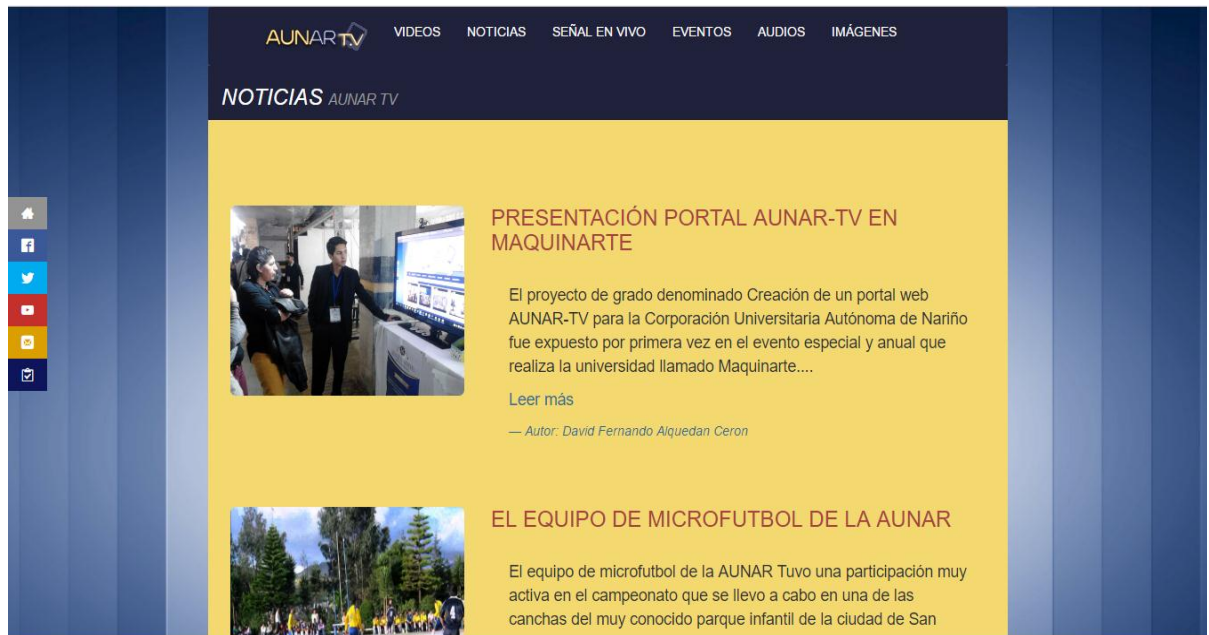 AUNARTV VIDEOS NOTICIAS SEÑAL EN VIVO EVENTOS AUDIOS IMÁGENES
NOTICIAS AUNAR TV
PRESENTACIÓN PORTAL AUNAR-TV EN
MAQUINARTE
El proyecto de grado denominado Creación de un portal web
AUNAR-TV para la Corporación Universitaria Autónoma de Nariño
fue expuesto por primera vez en el evento especial y anual que
realiza la universidad llamado Maquinarte....
Leer más
— Autor: David Fernando Alquedan Ceron
EL EQUIPO DE MICROFUTBOL DE LA AUNAR
El equipo de microfutbol de la AUNAR Tuvo una participación muy
activa en el campeonato que se llevo a cabo en una de las
canchas del muy conocido parque infantil de la ciudad de San